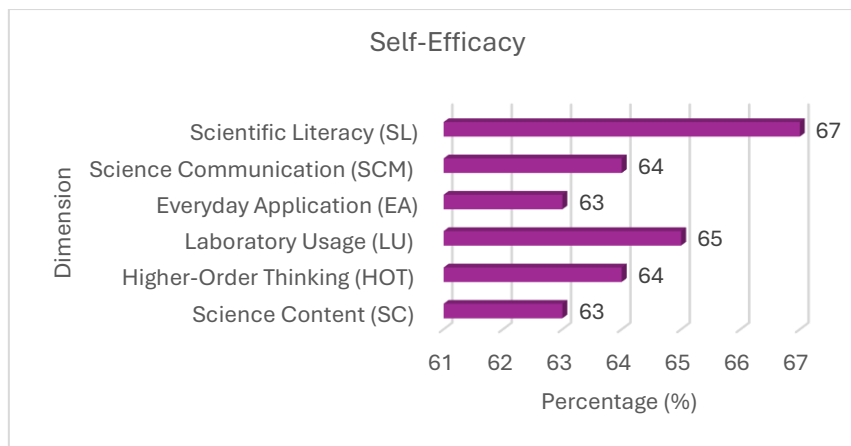 Self-Efficacy
Dimension
Scientific Literacy (SL) 67
Science Communication (SCM) 64
Everyday Application (EA) 63
Laboratory Usage (LU) 65
Higher-Order Thinking (HOT) 64
Science Content (SC) 63
61 62 63 64 65 66 67
Percentage (%)